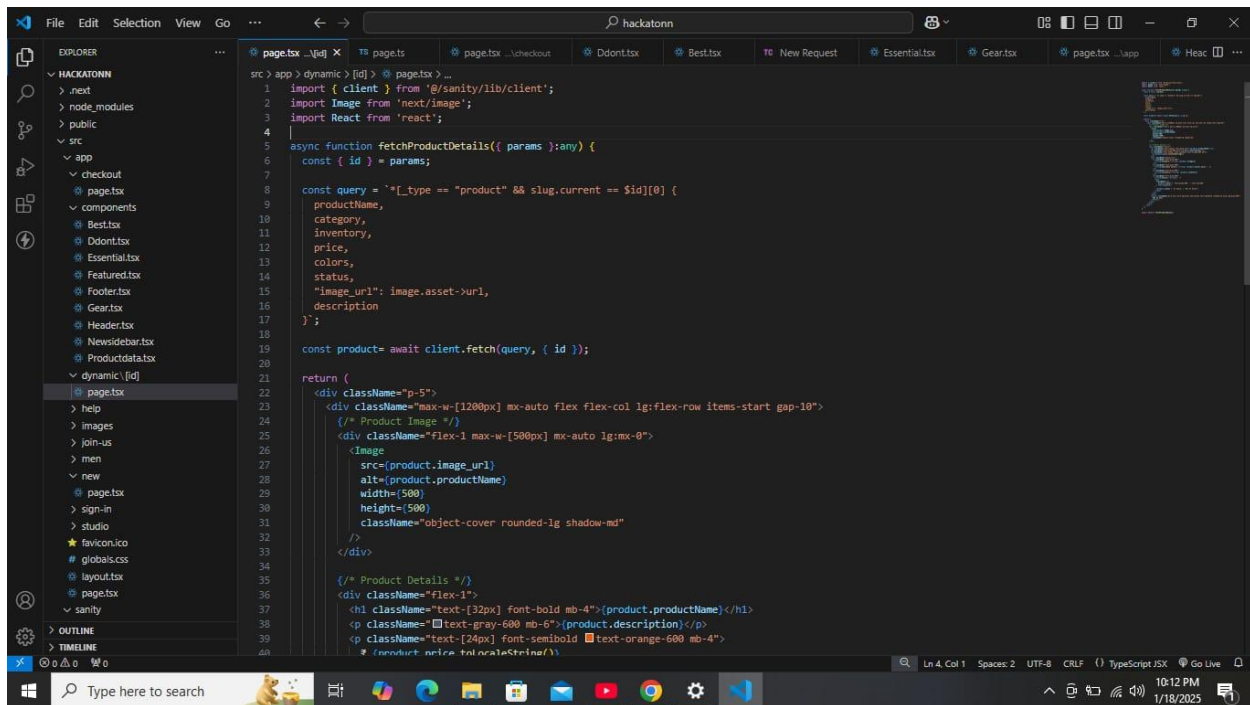 File Edit Selection View Go ··· hackatonn
EXPLORER ···
HACKATONN
.next
node_modules
public
src
app
checkout
page.tsx
components
Best.tsx
Ddont.tsx
Essential.tsx
Featured.tsx
Footer.tsx
Gear.tsx
Header.tsx
Newsidebar.tsx
Productdata.tsx
dynamic\[id]
page.tsx
help
images
join-us
men
new
page.tsx
sign-in
studio
favicon.ico
globals.css
layout.tsx
page.tsx
sanity
OUTLINE
TIMELINE
page.tsx ...\[id] TS page.ts page.tsx ...\checkout Ddont.tsx Best.tsx TC New Request Essential.tsx Gear.tsx page.tsx ...\app Heac ···
src > app > dynamic > [id] > page.tsx > ...
1 import { client } from '@/sanity/lib/client';
2 import Image from 'next/image';
3 import React from 'react';
4
5 async function fetchProductDetails({ params }:any) {
6 const { id } = params;
7
8 const query = `*[_type == "product" && slug.current == $id][0] {
9 productName,
10 category,
11 inventory,
12 price,
13 colors,
14 status,
15 "image_url": image.asset->url,
16 description
17 }`;
18
19 const product= await client.fetch(query, { id });
20
21 return (
22 <div className="p-5">
23 <div className="max-w-[1200px] mx-auto flex flex-col lg:flex-row items-start gap-10">
24 {/* Product Image */}
25 <div className="flex-1 max-w-[500px] mx-auto lg:mx-0">
26 <Image
27 src={product.image_url}
28 alt={product.productName}
29 width={500}
30 height={500}
31 className="object-cover rounded-lg shadow-md"
32 />
33 </div>
34
35 {/* Product Details */}
36 <div className="flex-1">
37 <h1 className="text-[32px] font-bold mb-4">{product.productName}</h1>
38 <p className="text-gray-600 mb-6">{product.description}</p>
39 <p className="text-[24px] font-semibold text-orange-600 mb-4">
40 ₹ {product.price.toLocaleString()}
0 0 0 Ln 4, Col 1 Spaces: 2 UTF-8 CRLF {} TypeScript JSX Go Live
Type here to search 10:12 PM
1/18/2025 1